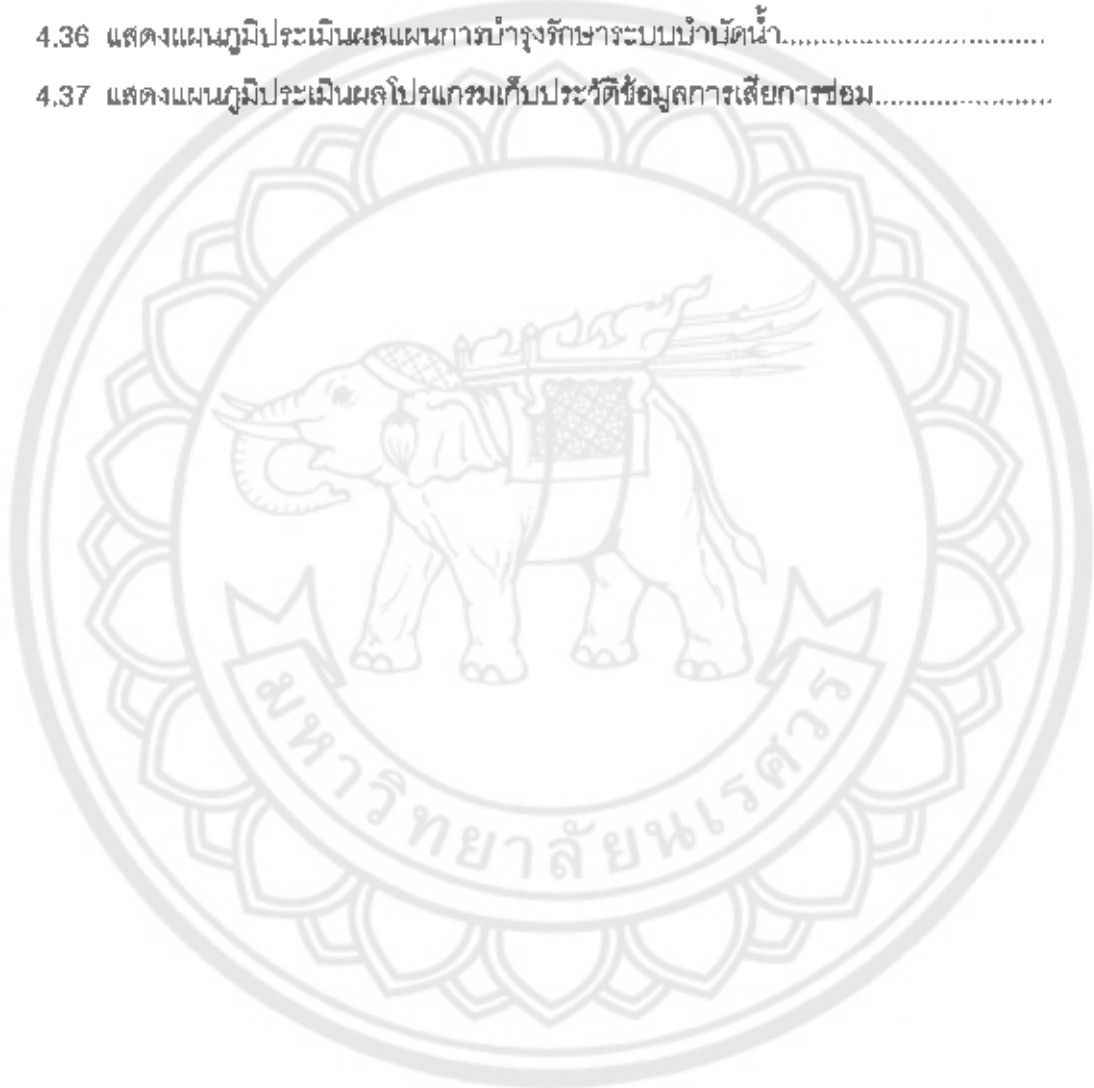 4.36 แสดงแผนภูมิประเมินผลแผนการบำรุงรักษาระบบบำบัดน้ำ................................
4.37 แสดงแผนภูมิประเมินผลโปรแกรมเก็บประวัติข้อมูลการเสียการซ่อม......................
มหาวิทยาลัยนเรศวร